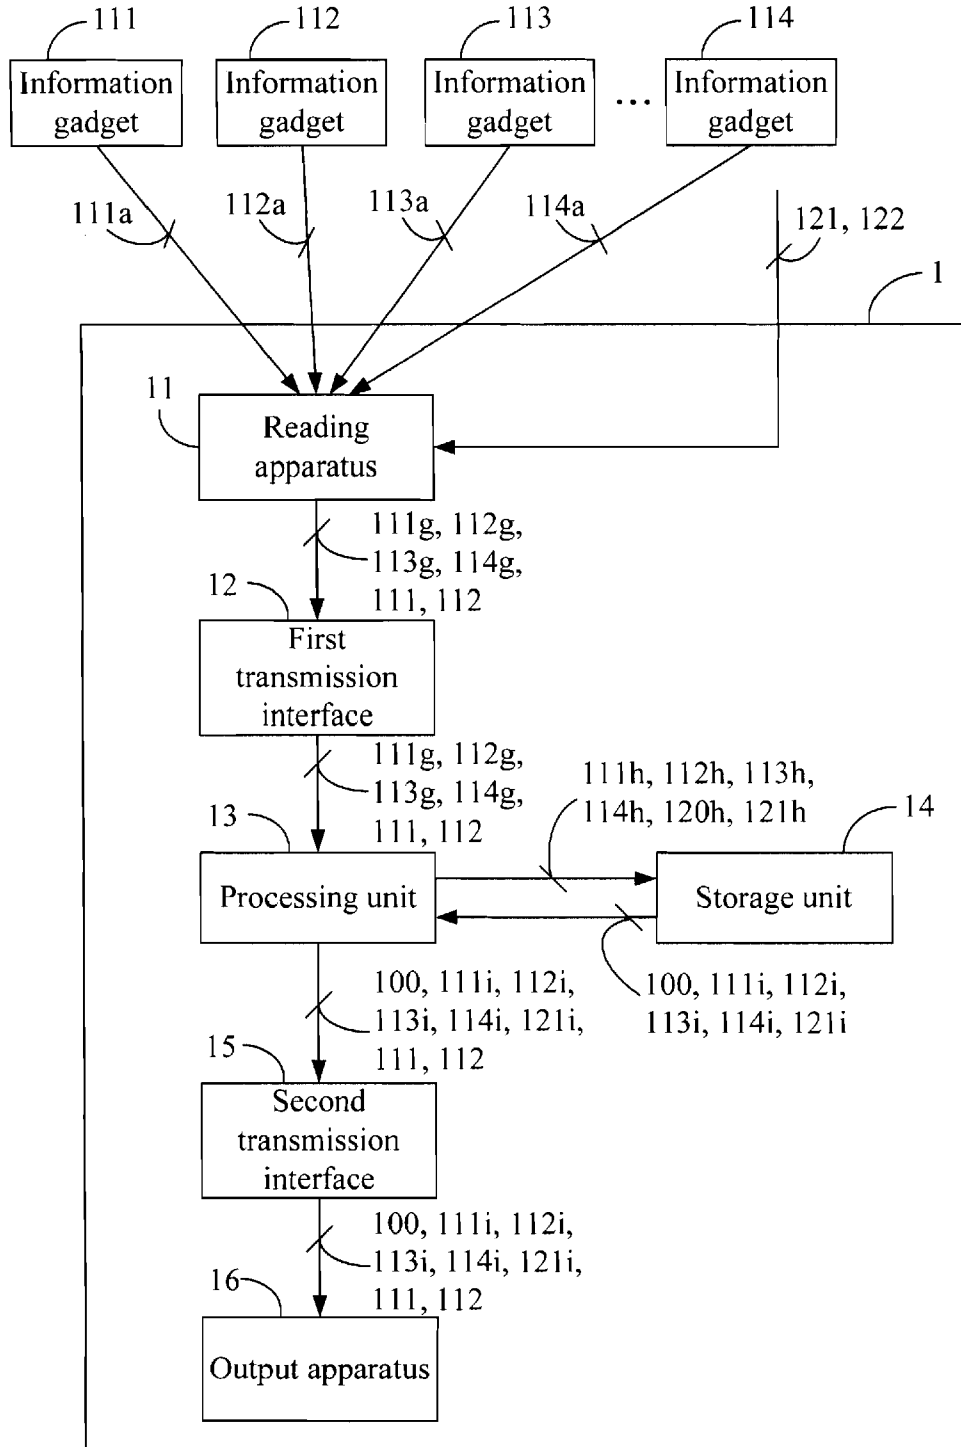 111
112
113
114
Information
gadget
Information
gadget
Information
gadget
...
Information
gadget
111a
112a
113a
114a
121, 122
1
11
Reading
apparatus
111g, 112g,
113g, 114g,
111, 112
12
First
transmission
interface
111g, 112g,
113g, 114g,
111, 112
111h, 112h, 113h,
114h, 120h, 121h
13
14
Processing unit
Storage unit
100, 111i, 112i,
113i, 114i, 121i,
111, 112
100, 111i, 112i,
113i, 114i, 121i
15
Second
transmission
interface
100, 111i, 112i,
113i, 114i, 121i,
111, 112
16
Output apparatus